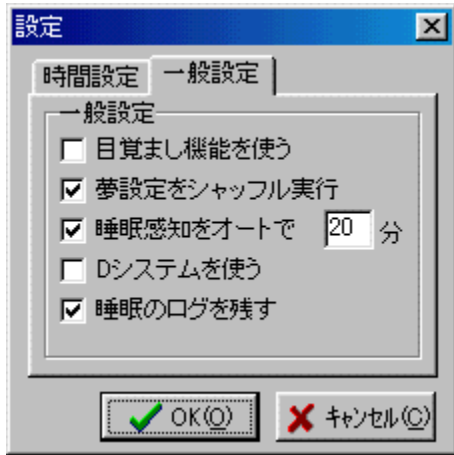 設定
時間設定 一般設定
一般設定
目覚まし機能を使う
夢設定をシャッフル実行
睡眠感知をオートで 20 分
Dシステムを使う
睡眠のログを残す
OK(O) ｷｬﾝｾﾙ(C)